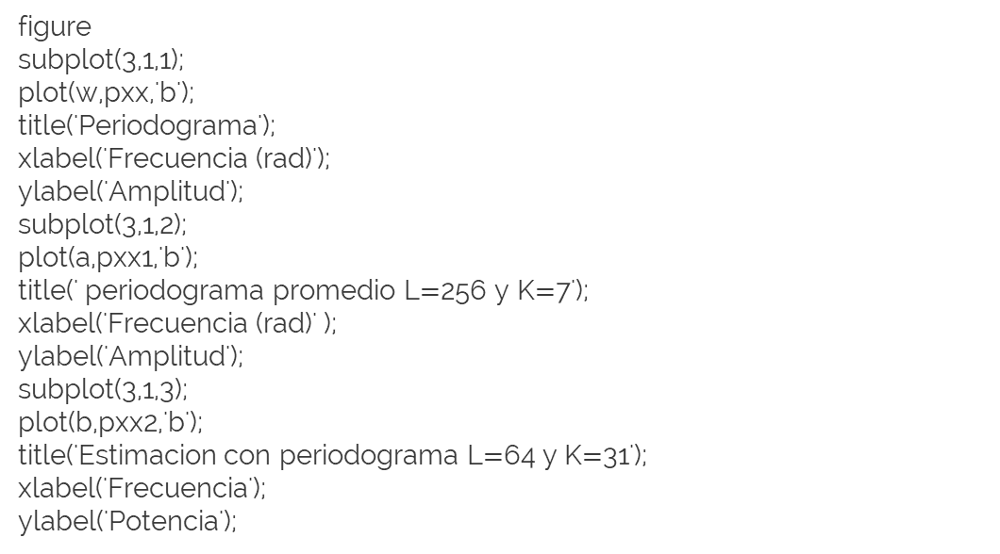 figure
subplot(3,1,1);
plot(w,pxx,'b');
title('Periodograma');
xlabel('Frecuencia (rad)');
ylabel('Amplitud');
subplot(3,1,2);
plot(a,pxx1,'b');
title(' periodograma promedio L=256 y K=7');
xlabel('Frecuencia (rad)' );
ylabel('Amplitud');
subplot(3,1,3);
plot(b,pxx2,'b');
title('Estimacion con periodograma L=64 y K=31');
xlabel('Frecuencia');
ylabel('Potencia');